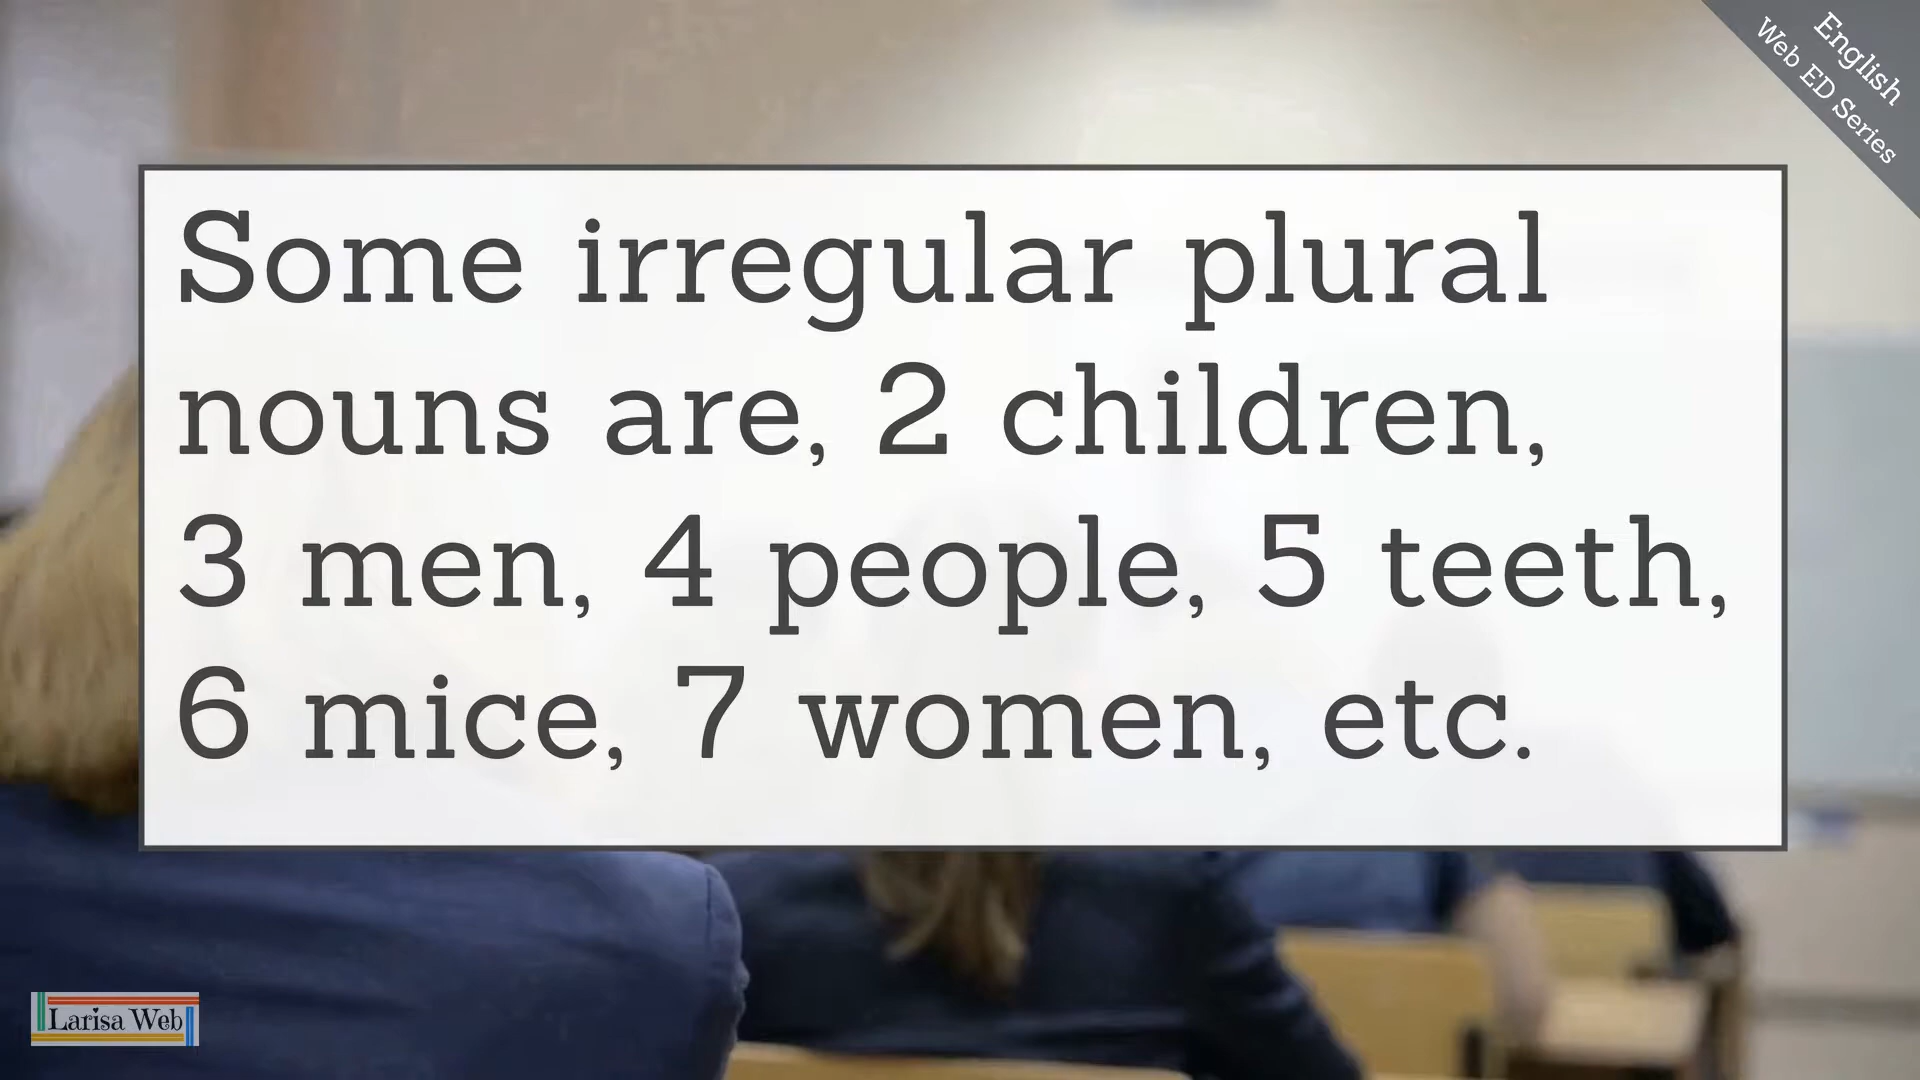 English
Web ED Series
Some irregular plural
nouns are, 2 children,
3 men, 4 people, 5 teeth,
6 mice, 7 women, etc.
Larisa Web